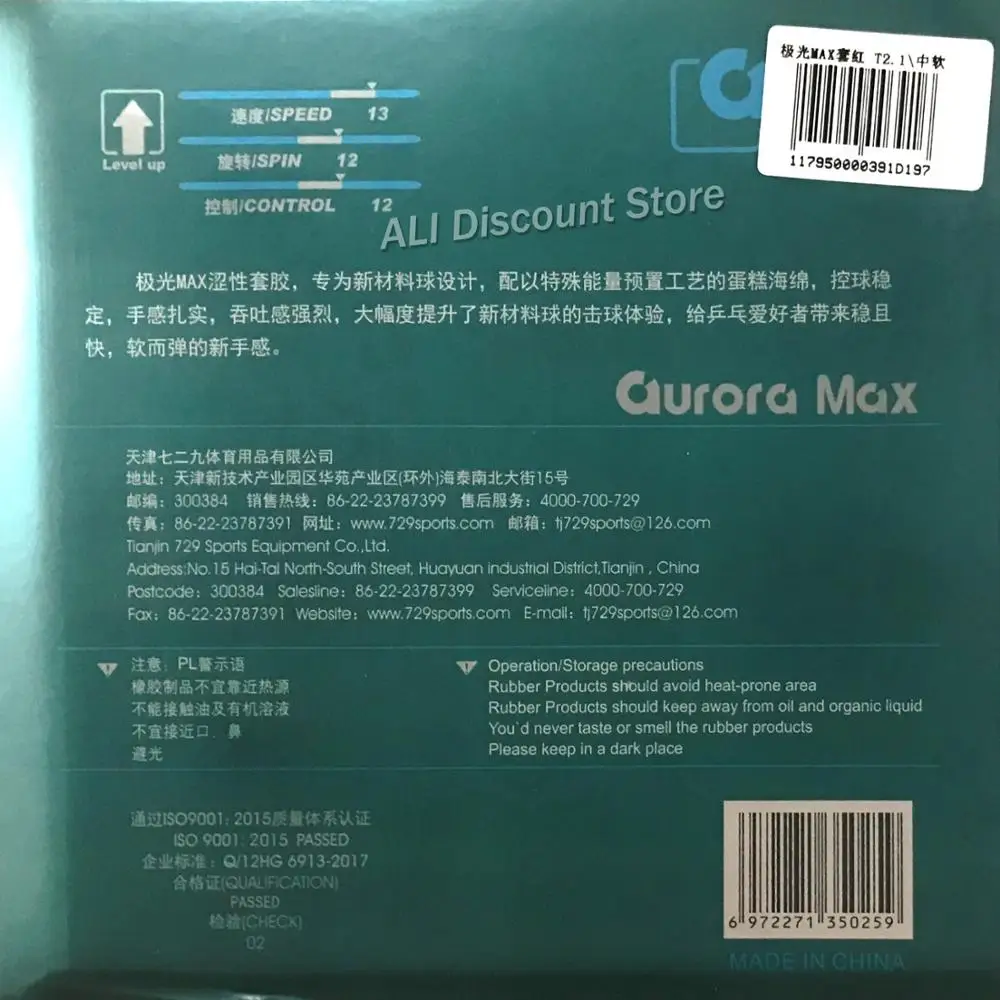 极光MAX套红 T2.1\中软
117950000391D197
Level up
速度/SPEED 13
旋转/SPIN 12
控制/CONTROL 12
ALI Discount Store
极光MAX涩性套胶，专为新材料球设计，配以特殊能量预置工艺的蛋糕海绵，控球稳
定，手感扎实，吞吐感强烈，大幅度提升了新材料球的击球体验，给乒乓爱好者带来稳且
快，软而弹的新手感。
aurora Max
天津七二九体育用品有限公司
地址：天津新技术产业园区华苑产业区(环外)海泰南北大街15号
邮编：300384 销售热线：86-22-23787399 售后服务：4000-700-729
传真：86-22-23787391 网址：www.729sports.com 邮箱：tj729sports@126.com
Tianjin 729 Sports Equipment Co.,Ltd.
Address:No.15 Hai-Tai North-South Street, Huayuan industrial District,Tianjin , China
Postcode：300384 Salesline：86-22-23787399 Serviceline：4000-700-729
Fax：86-22-23787391 Website：www.729sports.com E-mail：tj729sports@126.com
注意：PL警示语
橡胶制品不宜靠近热源
不能接触油及有机溶液
不宜接近口、鼻
避光
Operation/Storage precautions
Rubber Products should avoid heat-prone area
Rubber Products should keep away from oil and organic liquid
You`d never taste or smell the rubber products
Please keep in a dark place
通过ISO9001：2015质量体系认证
ISO 9001：2015 PASSED
企业标准：Q/12HG 6913-2017
合格证(QUALIFICATION)
PASSED
检验(CHECK)
02
6 972271 350259
MADE IN CHINA